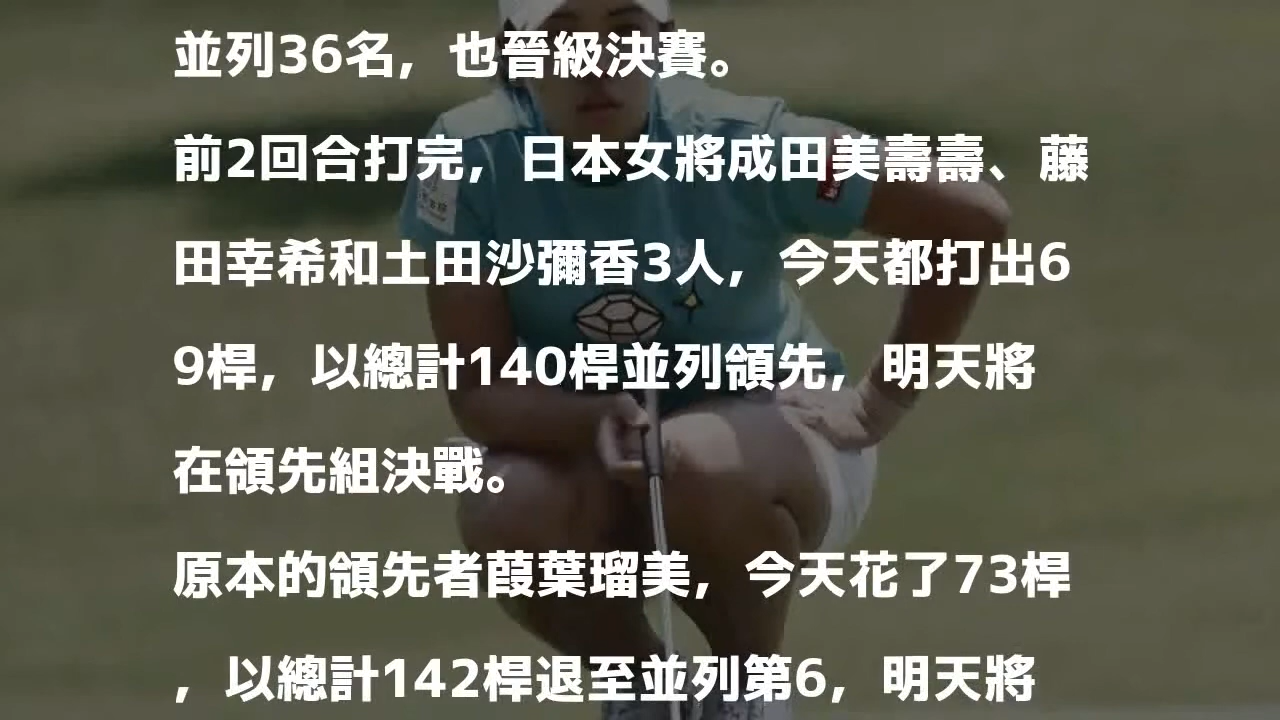 並列36名，也晉級決賽。
前2回合打完，日本女將成田美壽壽、藤
田幸希和土田沙彌香3人，今天都打出6
9桿，以總計140桿並列領先，明天將
在領先組決戰。
原本的領先者葭葉瑠美，今天花了73桿
，以總計142桿退至並列第6，明天將